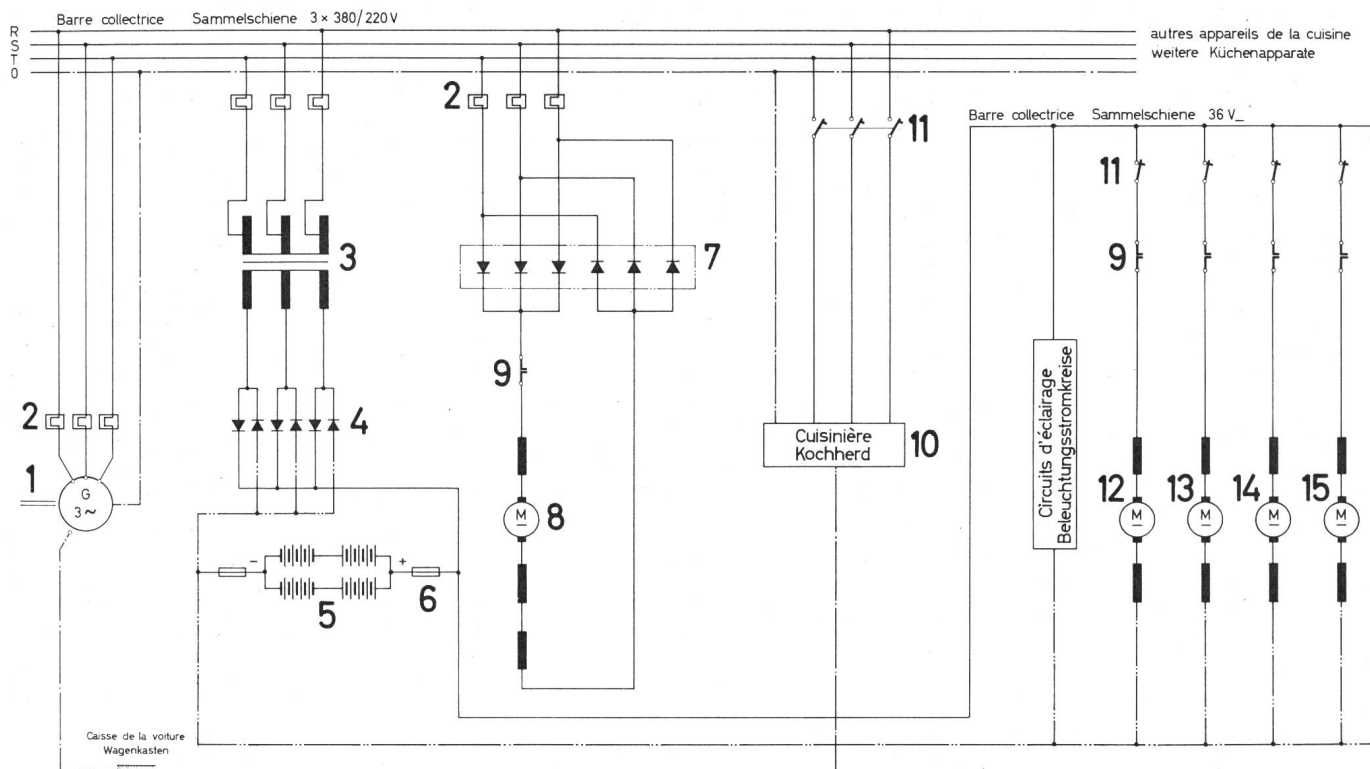 Barre collectrice Sammelschiene 3 × 380/220 V
R
S
T
0
autres appareils de la cuisine
weitere Küchenapparate
2
11
Barre collectrice Sammelschiene 36 V_
11
3
7
9
9
2
4
1
G
3~
Cuisinière
Kochherd
10
Circuits d'éclairage
Beleuchtungsstromkreise
M
8
12
M
13
M
14
M
15
M
-
+
5
6
Caisse de la voiture
Wagenkasten